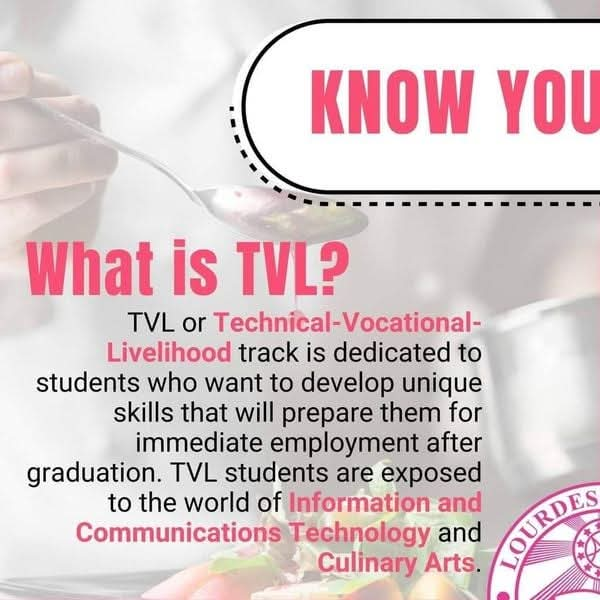 KNOW YOU
What is TVL?
TVL or Technical-Vocational-
Livelihood track is dedicated to
students who want to develop unique
skills that will prepare them for
immediate employment after
graduation. TVL students are exposed
to the world of Information and
Communications Technology and
Culinary Arts.
LOURDES